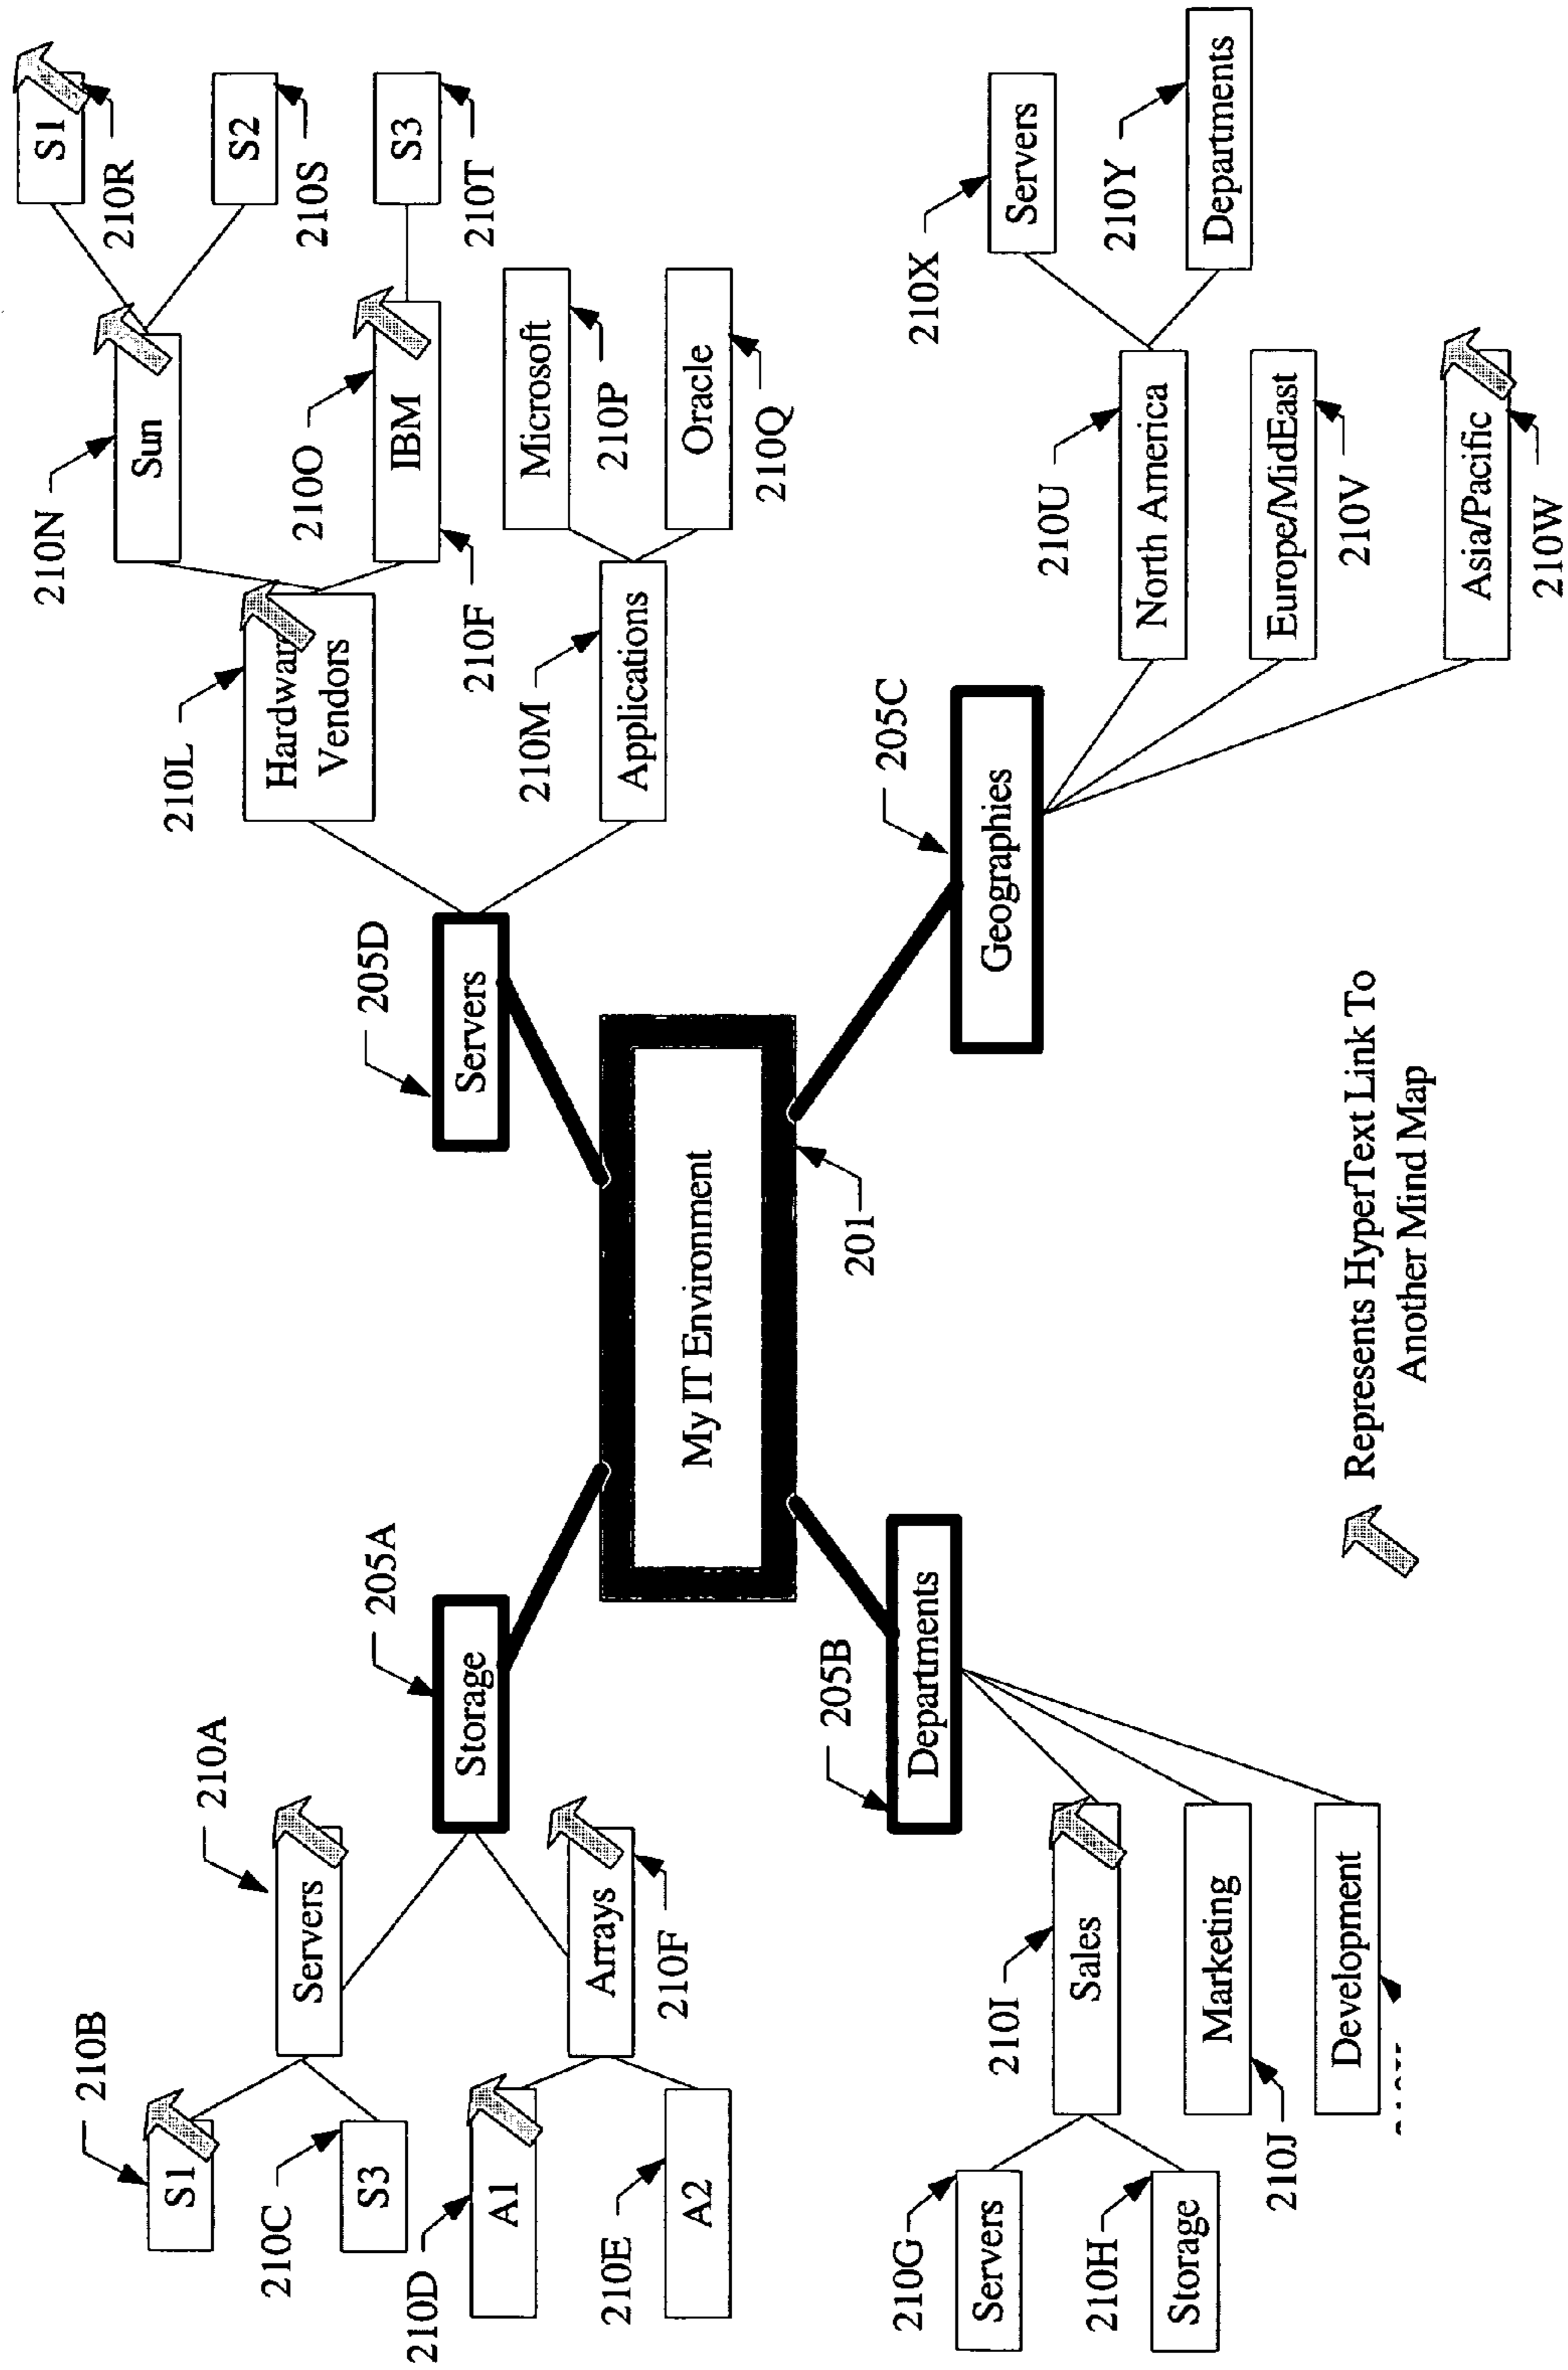 210B
S1
210C
S3
210A
Servers
210D
A1
210E
A2
Arrays
210F
205A
Storage
My IT Environment
201
205D
Servers
210L
Hardwar
Vendors
210N
Sun
S1
210R
S2
210S
210O
IBM
210F
S3
210T
210M
Applications
Microsoft
210P
Oracle
210Q
210G
Servers
210H
Storage
210I
Sales
Marketing
210J
Development
205B
Departments
205C
Geographies
210U
North America
Europe/MidEast
210V
Asia/Pacific
210W
210X
Servers
210Y
Departments
Represents HyperText Link To
Another Mind Map